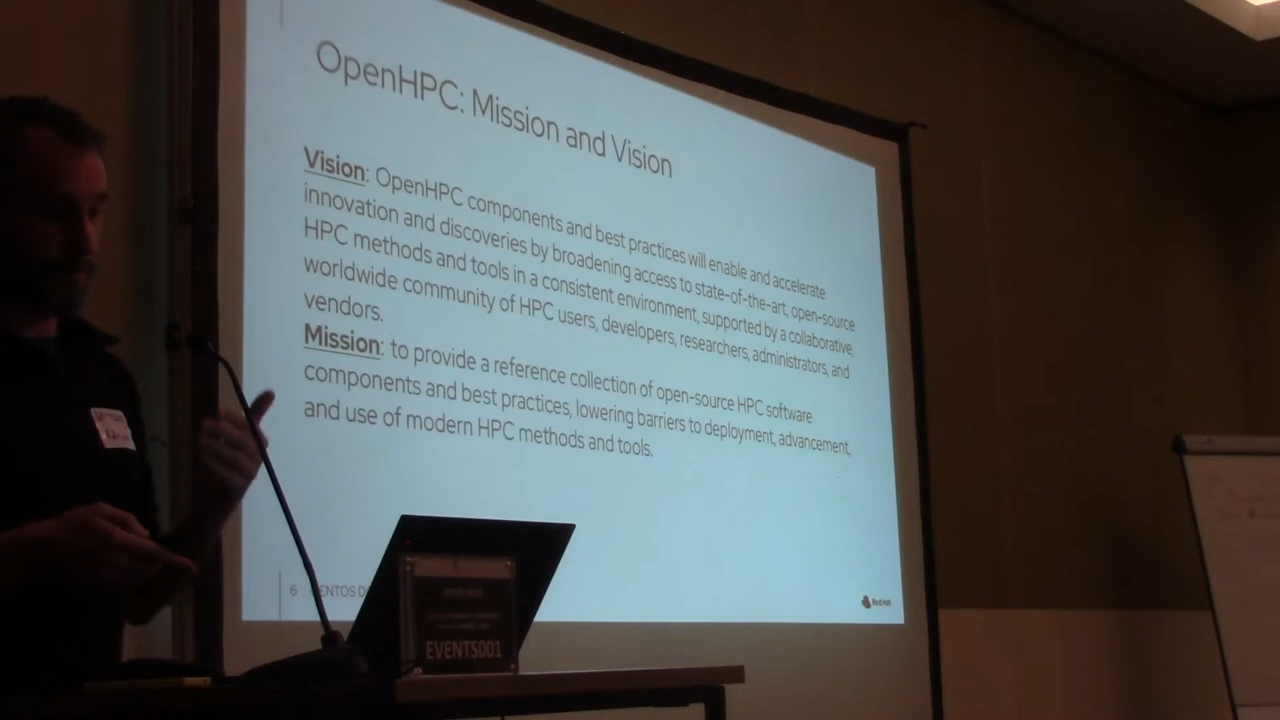 OpenHPC: Mission and Vision
Vision: OpenHPC components and best practices will enable and accelerate
innovation and discoveries by broadening access to state-of-the-art, open-source
HPC methods and tools in a consistent environment, supported by a collaborative,
worldwide community of HPC users, developers, researchers, administrators, and
vendors.
Mission: to provide a reference collection of open-source HPC software
components and best practices, lowering barriers to deployment, advancement,
and use of modern HPC methods and tools.
6
Red Hat
EVENTS001